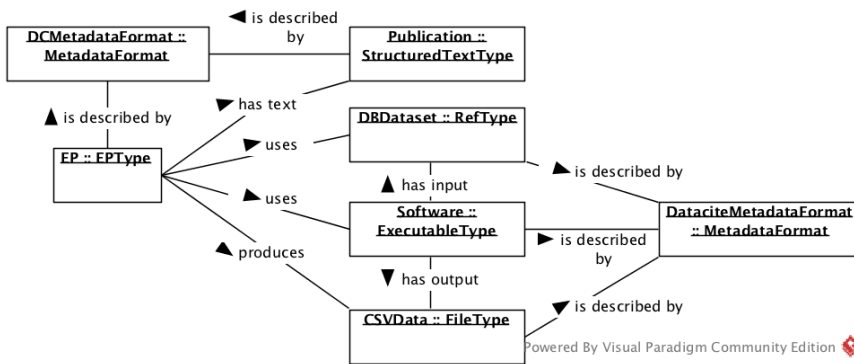 ◀ is described
by
DCMetadataFormat ::
MetadataFormat
Publication ::
StructuredTextType
▲ is described by
▶ has text
DBDataset :: RefType
▶ uses
EP :: EPType
▶ is described by
▲ has input
▶ uses
Software ::
ExecutableType
DataciteMetadataFormat
:: MetadataFormat
▶ is described
by
▶ produces
▼ has output
▶ is described by
CSVData :: FileType
Powered By Visual Paradigm Community Edition